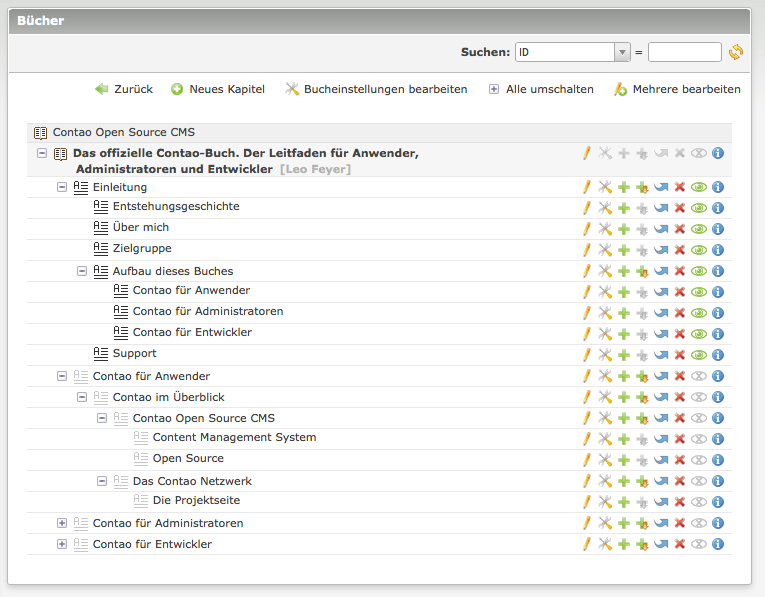 Bücher
Suchen: ID =
Zurück Neues Kapitel Bucheinstellungen bearbeiten Alle umschalten Mehrere bearbeiten
Contao Open Source CMS
Das offizielle Contao-Buch. Der Leitfaden für Anwender,
Administratoren und Entwickler [Leo Feyer]
Einleitung
Entstehungsgeschichte
Über mich
Zielgruppe
Aufbau dieses Buches
Contao für Anwender
Contao für Administratoren
Contao für Entwickler
Support
Contao für Anwender
Contao im Überblick
Contao Open Source CMS
Content Management System
Open Source
Das Contao Netzwerk
Die Projektseite
Contao für Administratoren
Contao für Entwickler